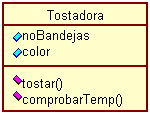 Tostadora
noBandejas
color
tostar()
comprobarTemp()